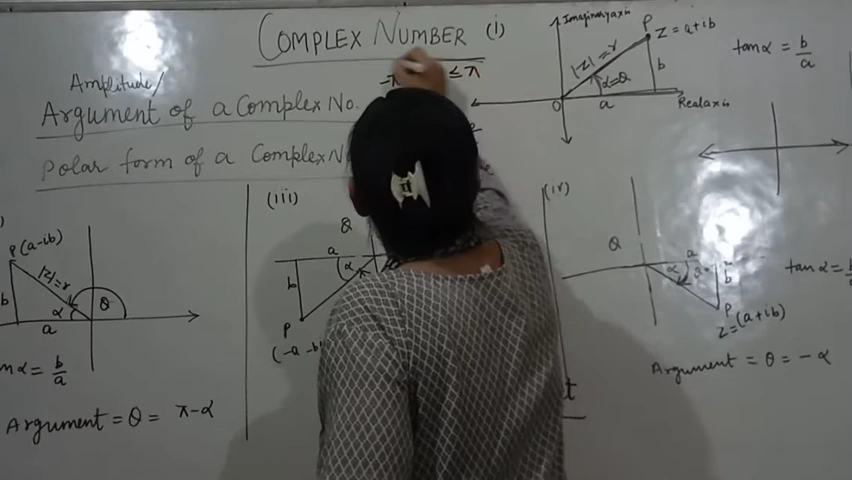 COMPLEX NUMBER
Amplitude/
Argument of a Complex No.
Polar form of a Complex N
-π ≤ π
(i)
Imaginary axis
P
Z = a+ib
|z| = r
α=θ
b
O
a
Real axis
tan α = b/a
P (a-ib)
|z|=r
b
α
θ
a
α = b/a
Argument = θ = π-α
(iii)
θ
a
b
α
P
(-a -b
(iv)
θ
a
α
b
P
Z=(a+ib)
tan α = b/a
Argument = θ = -α